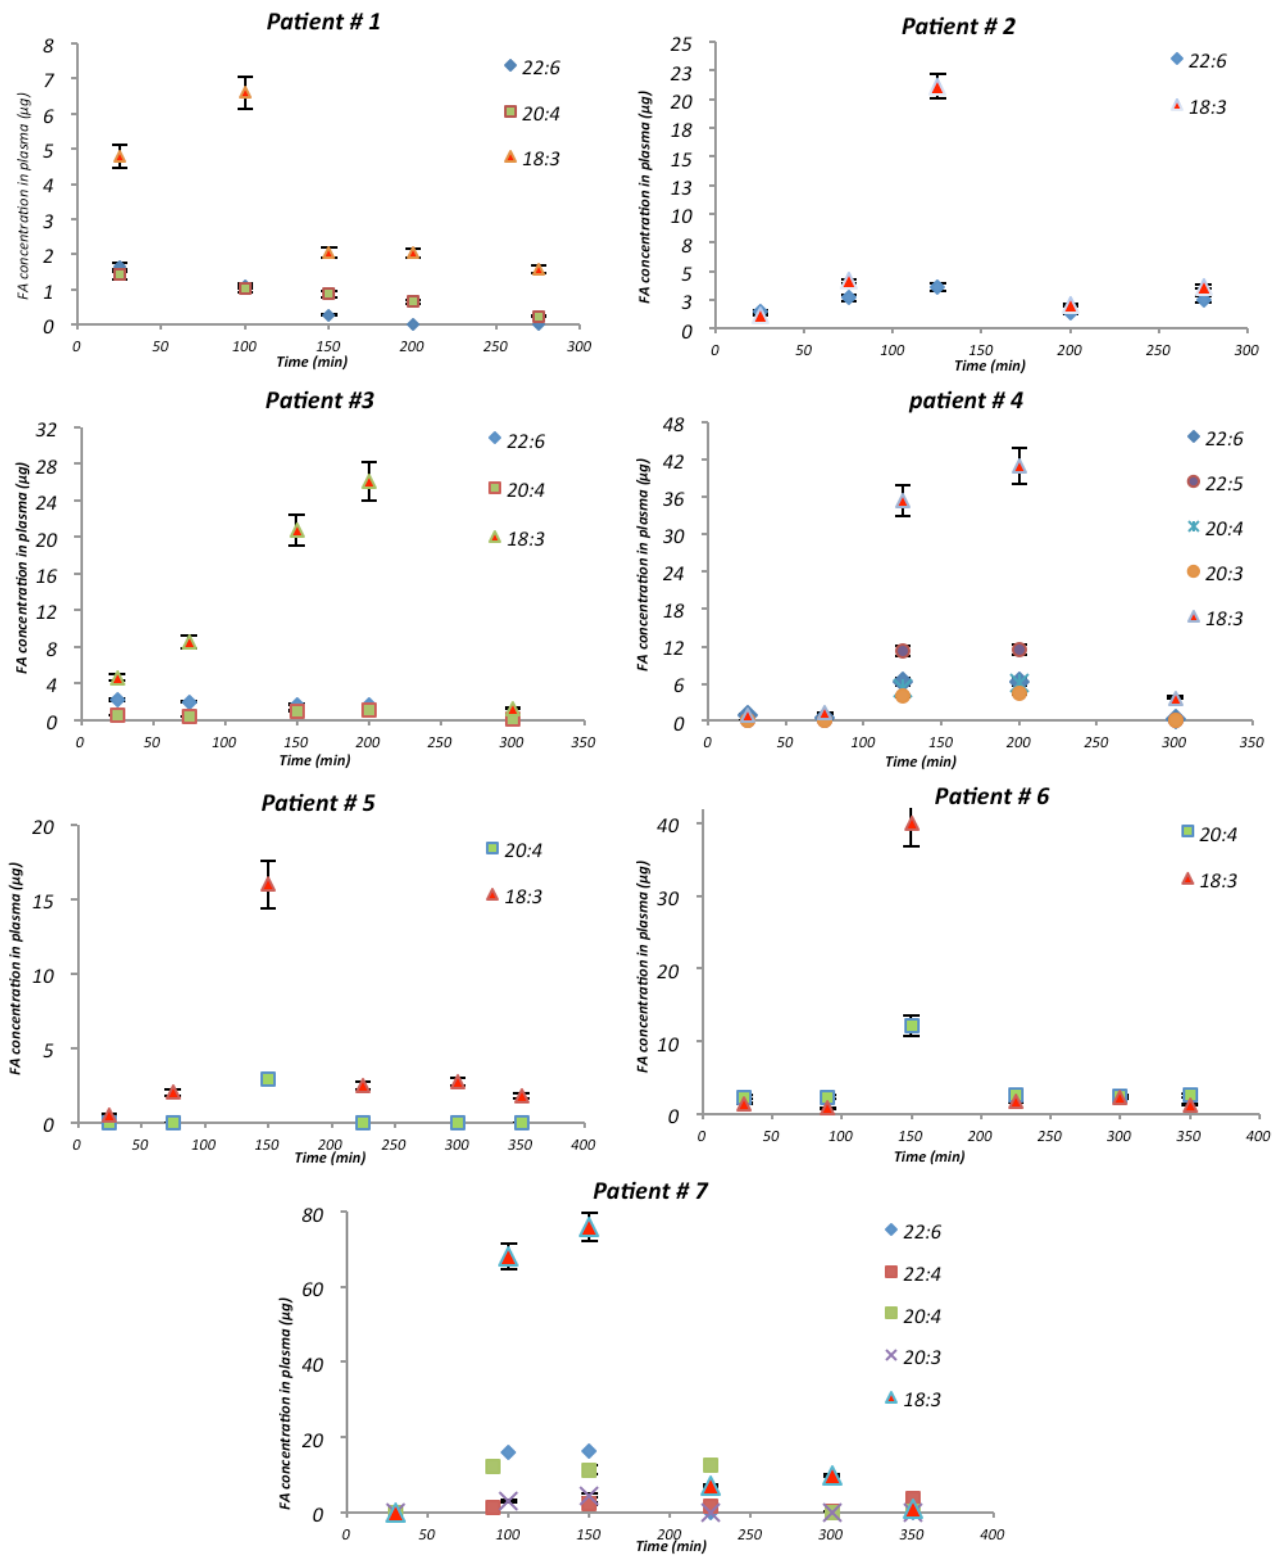 Patient # 1
FA concentration in plasma (µg)
8
7
6
5
4
3
2
1
0
0 50 100 150 200 250 300
Time (min)
22:6
20:4
18:3
Patient # 2
FA concentration in plasma (µg)
25
23
20
18
15
13
10
8
5
3
0
0 50 100 150 200 250 300
Time (min)
22:6
18:3
Patient #3
FA concentration in plasma (µg)
32
28
24
20
16
12
8
4
0
0 50 100 150 200 250 300 350
Time (min)
22:6
20:4
18:3
patient # 4
FA concentration in plasma (µg)
48
42
36
30
24
18
12
6
0
0 50 100 150 200 250 300 350
Time (min)
22:6
22:5
20:4
20:3
18:3
Patient # 5
FA concentration in plasma (µg)
20
15
10
5
0
0 50 100 150 200 250 300 350 400
Time (min)
20:4
18:3
Patient # 6
FA concentration in plasma (µg)
40
30
20
10
0
0 50 100 150 200 250 300 350 400
Time (min)
20:4
18:3
Patient # 7
FA concentration in plasma (µg)
80
60
40
20
0
0 50 100 150 200 250 300 350 400
Time (min)
22:6
22:4
20:4
20:3
18:3